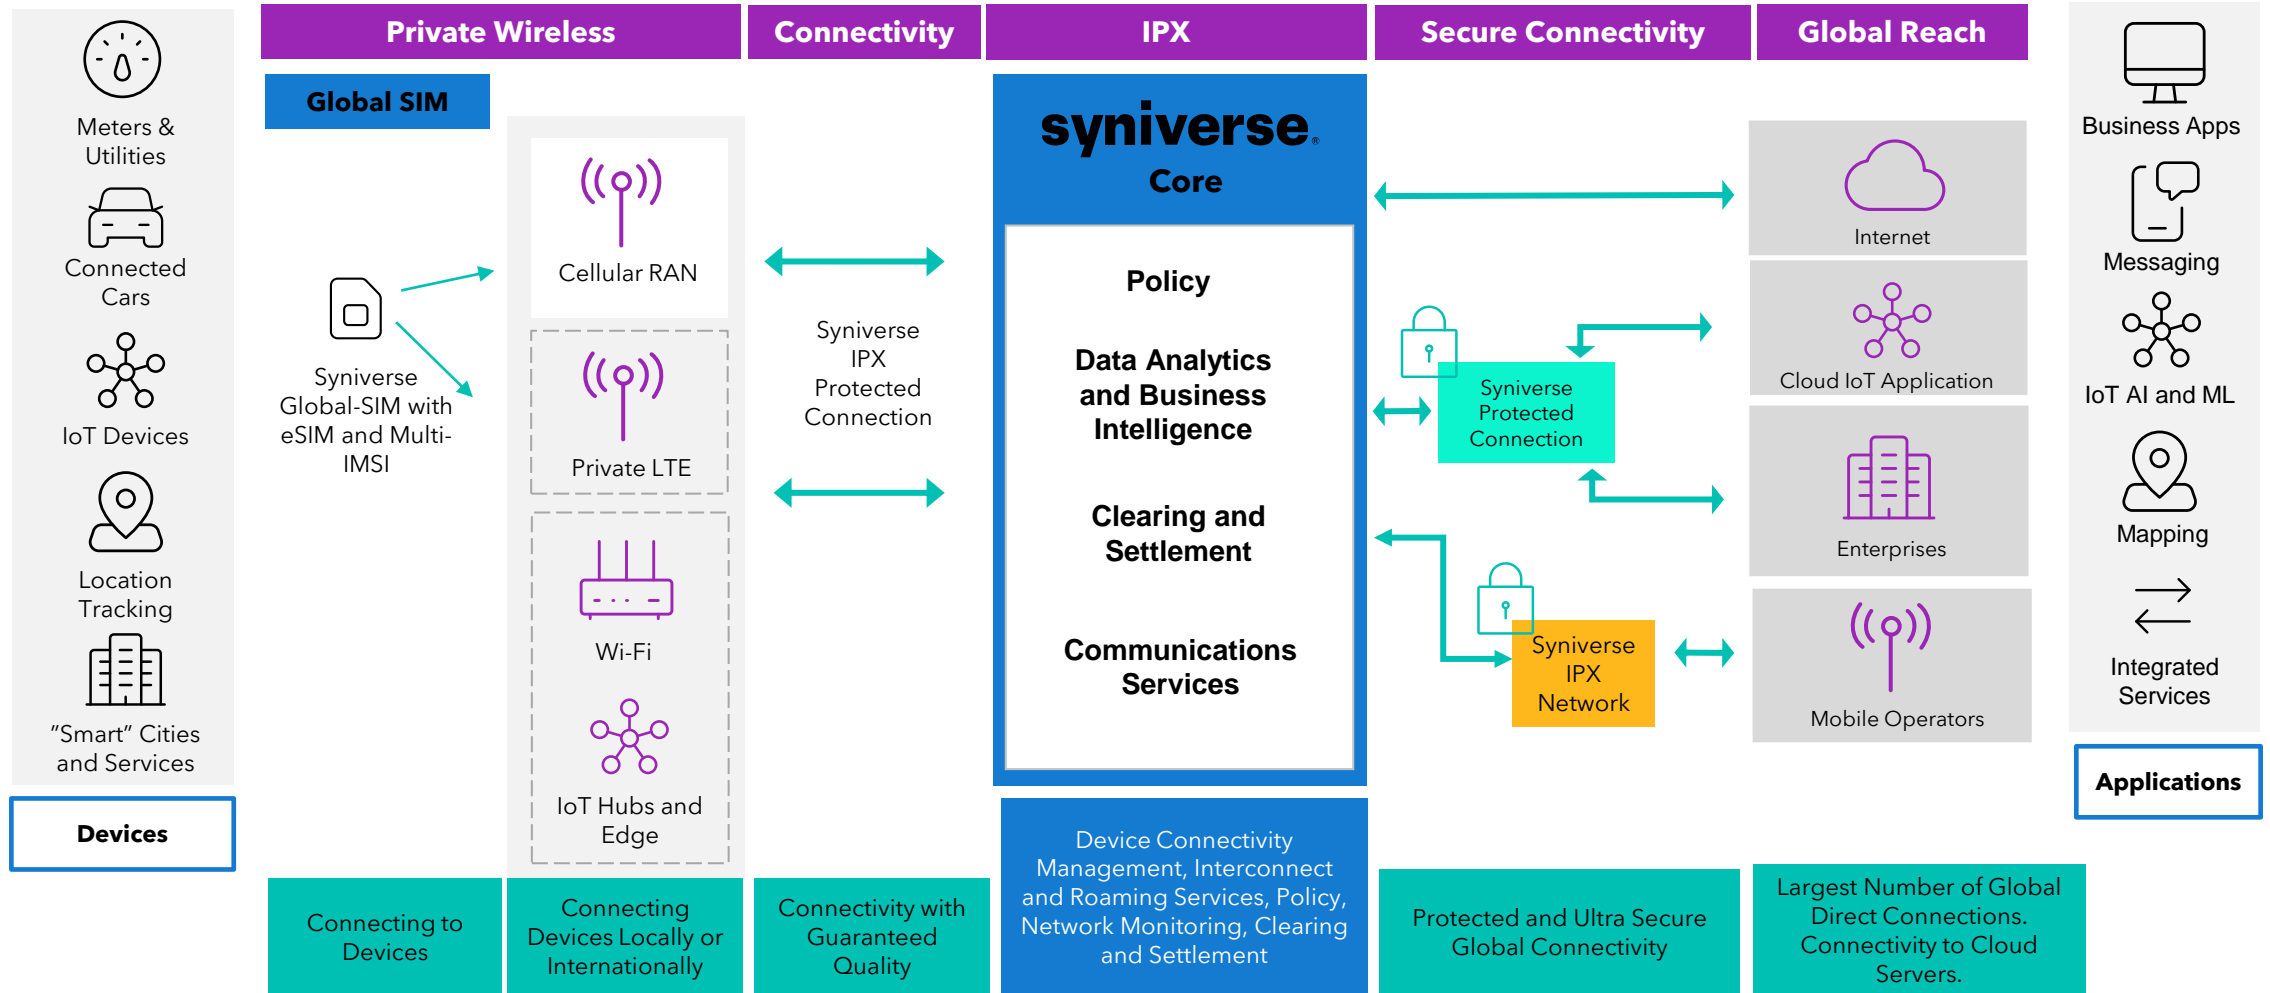 Private Wireless
Connectivity
IPX
Secure Connectivity
Global Reach
Meters &
Utilities
Connected
Cars
IoT Devices
Location
Tracking
”Smart” Cities
and Services
Devices
Global SIM
Syniverse
Global-SIM with
eSIM and Multi-
IMSI
Connecting to
Devices
Cellular RAN
Private LTE
Wi-Fi
IoT Hubs and
Edge
Connecting
Devices Locally or
Internationally
Syniverse
IPX
Protected
Connection
Connectivity with
Guaranteed
Quality
syniverse®
Core
Policy
Data Analytics
and Business
Intelligence
Clearing and
Settlement
Communications
Services
Device Connectivity
Management, Interconnect
and Roaming Services, Policy,
Network Monitoring, Clearing
and Settlement
Syniverse
Protected
Connection
Syniverse
IPX
Network
Protected and Ultra Secure
Global Connectivity
Internet
Cloud IoT Application
Enterprises
Mobile Operators
Largest Number of Global
Direct Connections.
Connectivity to Cloud
Servers.
Business Apps
Messaging
IoT AI and ML
Mapping
Integrated
Services
Applications